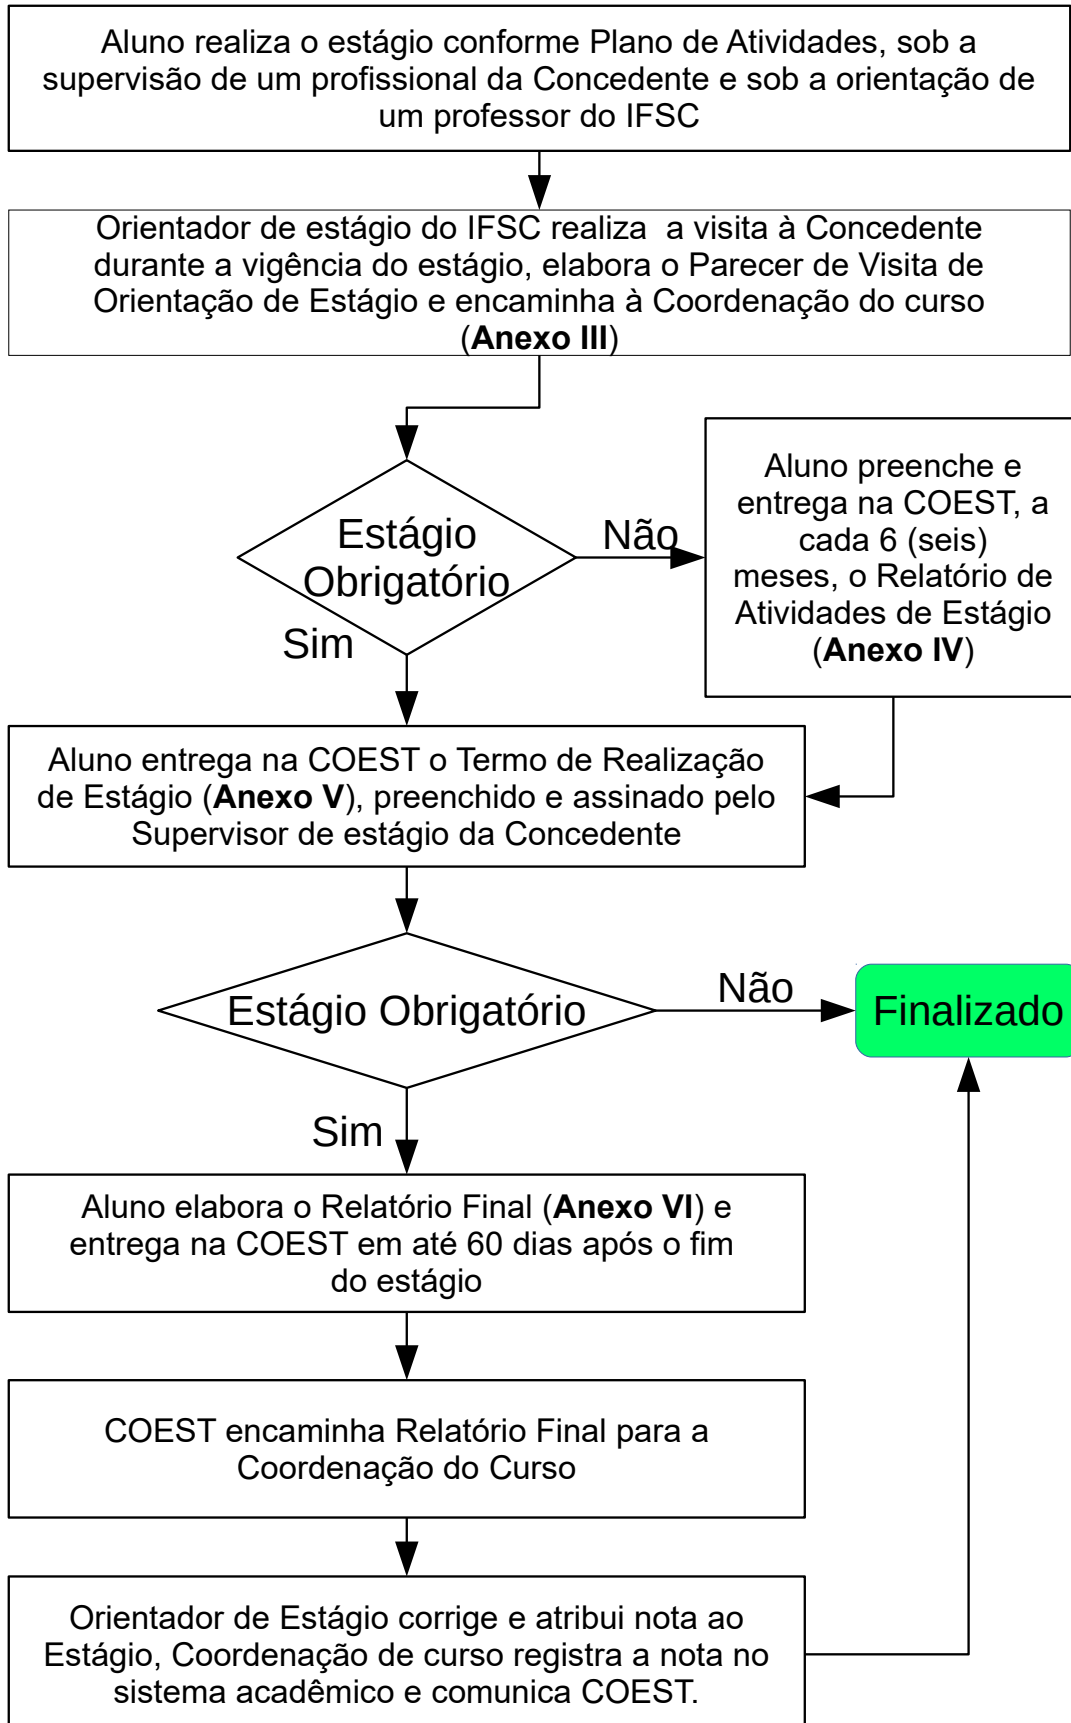 Aluno realiza o estágio conforme Plano de Atividades, sob a
supervisão de um profissional da Concedente e sob a orientação de
um professor do IFSC
Orientador de estágio do IFSC realiza  a visita à Concedente
durante a vigência do estágio, elabora o Parecer de Visita de
Orientação de Estágio e encaminha à Coordenação do curso
(Anexo III)
Estágio
Obrigatório
Não
Sim
Aluno preenche e
entrega na COEST, a
cada 6 (seis)
meses, o Relatório de
Atividades de Estágio
(Anexo IV)
Aluno entrega na COEST o Termo de Realização
de Estágio (Anexo V), preenchido e assinado pelo
Supervisor de estágio da Concedente
Estágio Obrigatório
Não
Finalizado
Sim
Aluno elabora o Relatório Final (Anexo VI) e
entrega na COEST em até 60 dias após o fim
do estágio
COEST encaminha Relatório Final para a
Coordenação do Curso
Orientador de Estágio corrige e atribui nota ao
Estágio, Coordenação de curso registra a nota no
sistema acadêmico e comunica COEST.